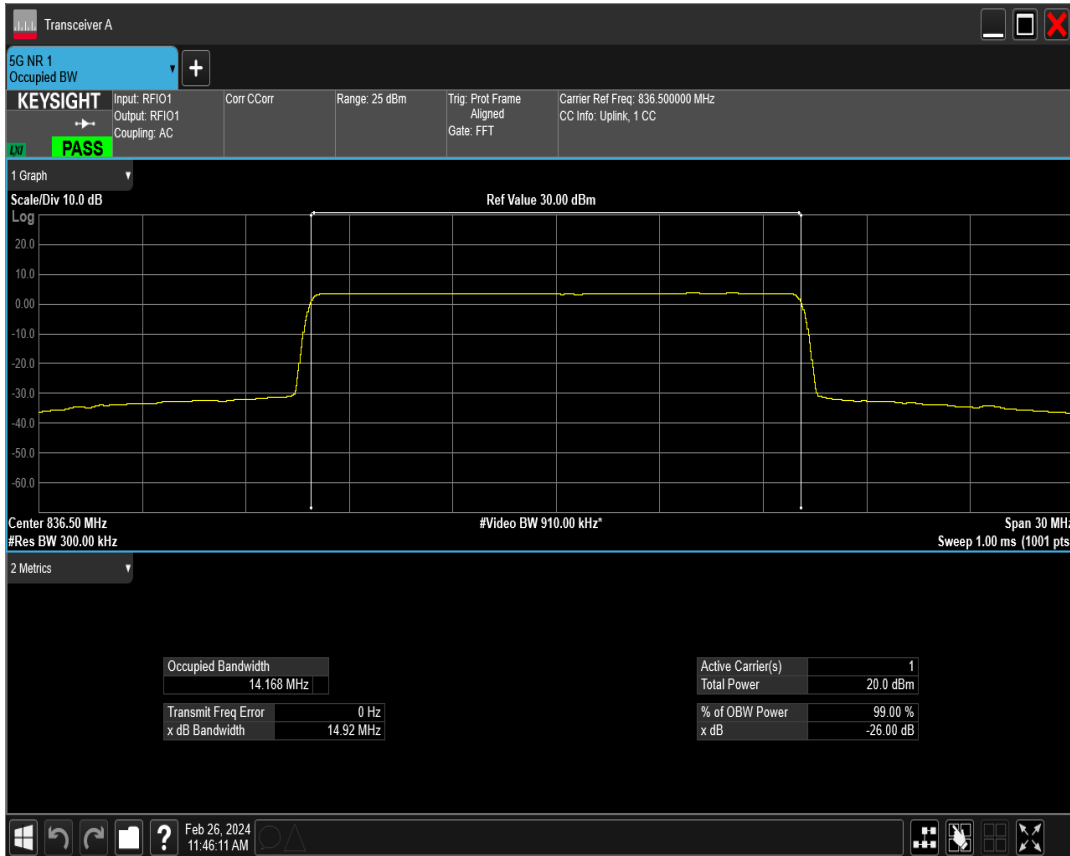 Transceiver A
5G NR 1
Occupied BW
KEYSIGHT
LXI
PASS
Input: RFIO1
Output: RFIO1
Coupling: AC
Corr CCorr
Range: 25 dBm
Trig: Prot Frame
Aligned
Gate: FFT
Carrier Ref Freq: 836.500000 MHz
CC Info: Uplink, 1 CC
1 Graph
Scale/Div 10.0 dB
Ref Value 30.00 dBm
Log
20.0
10.0
0.00
-10.0
-20.0
-30.0
-40.0
-50.0
-60.0
Center 836.50 MHz
#Video BW 910.00 kHz*
Span 30 MHz
#Res BW 300.00 kHz
Sweep 1.00 ms (1001 pts
2 Metrics
Occupied Bandwidth
14.168 MHz
Transmit Freq Error 0 Hz
x dB Bandwidth 14.92 MHz
Active Carrier(s) 1
Total Power 20.0 dBm
% of OBW Power 99.00 %
x dB -26.00 dB
?
Feb 26, 2024
11:46:11 AM